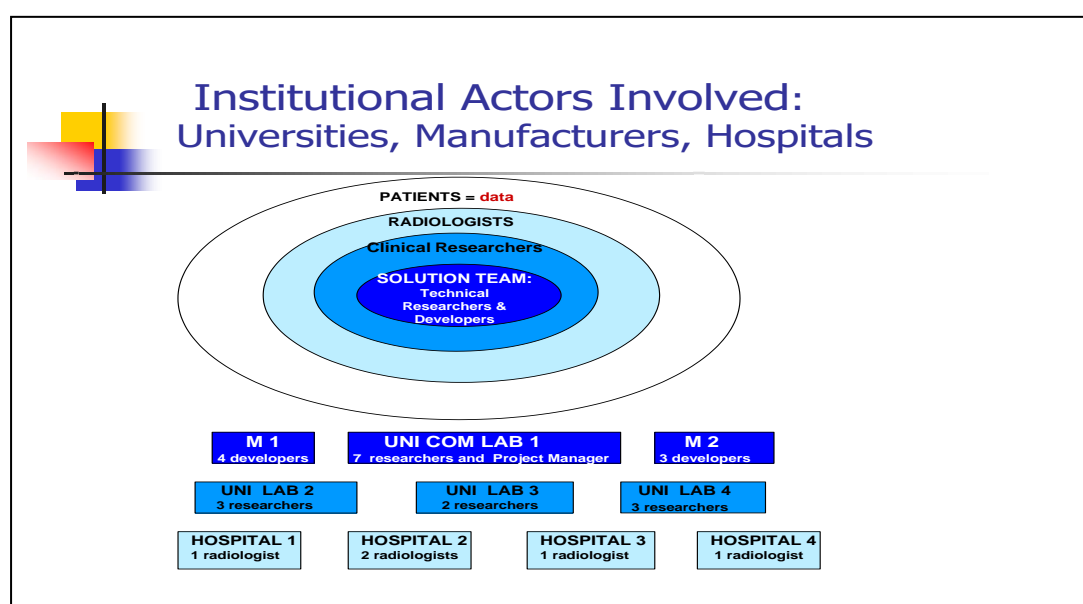 Institutional Actors Involved:
Universities, Manufacturers, Hospitals
PATIENTS = data
RADIOLOGISTS
Clinical Researchers
SOLUTION TEAM:
Technical
Researchers &
Developers
M 1
4 developers
UNI COM LAB 1
7 researchers and Project Manager
M 2
3 developers
UNI LAB 2
3 researchers
UNI LAB 3
2 researchers
UNI LAB 4
3 researchers
HOSPITAL 1
1 radiologist
HOSPITAL 2
2 radiologists
HOSPITAL 3
1 radiologist
HOSPITAL 4
1 radiologist